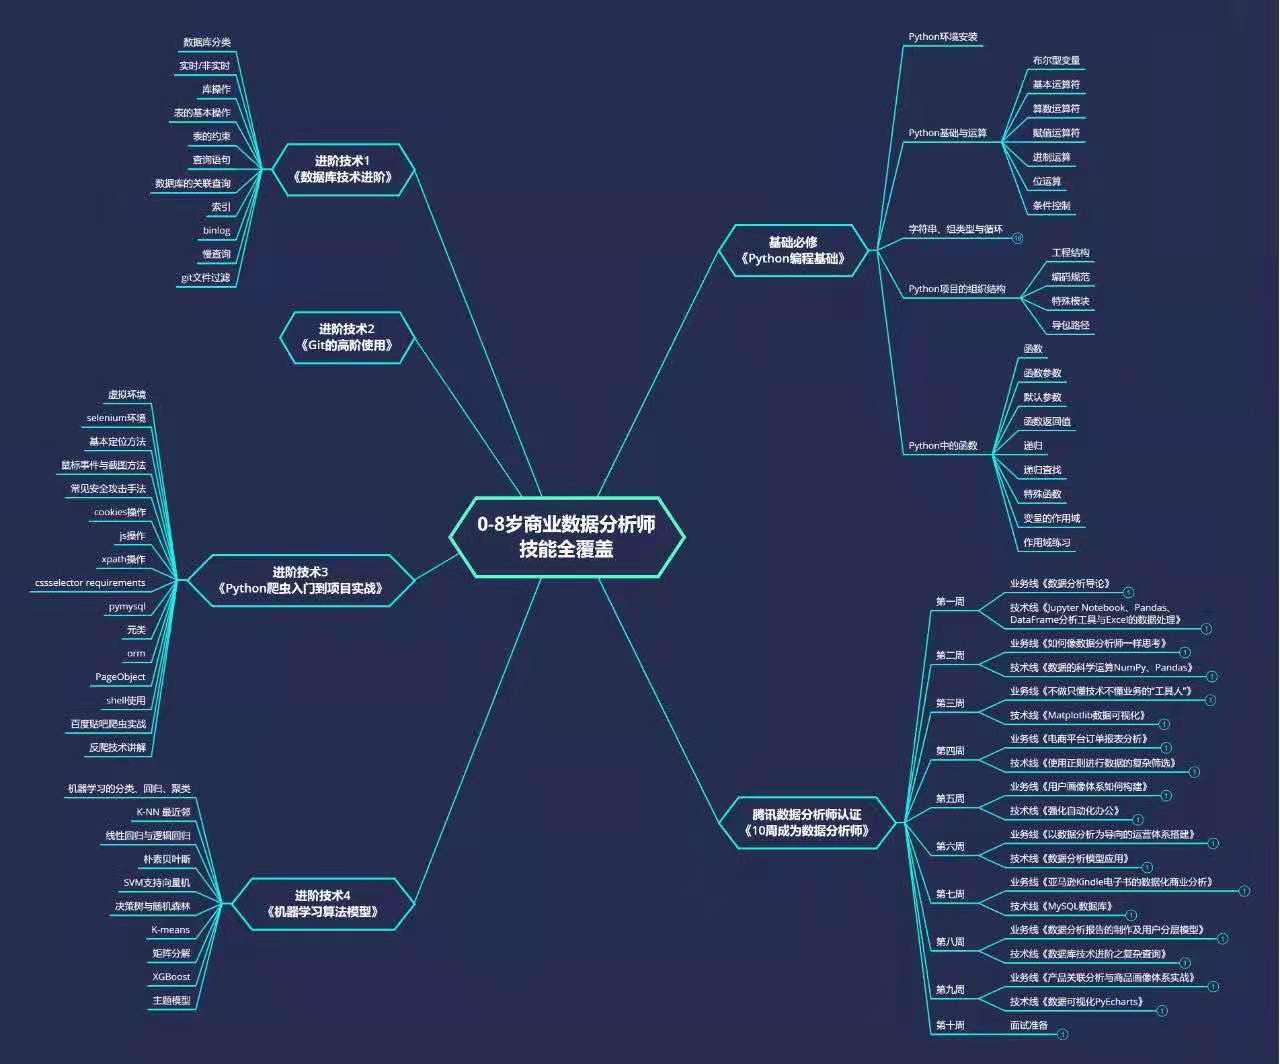 0-8岁商业数据分析师
技能全覆盖
基础必修
《Python编程基础》
Python环境安装
Python基础与运算
布尔型变量
基本运算符
算数运算符
赋值运算符
进制运算
位运算
条件控制
字符串、组类型与循环
Python项目的组织结构
工程结构
编码规范
特殊模块
导包路径
Python中的函数
函数
函数参数
默认参数
函数返回值
递归
递归查找
特殊函数
变量的作用域
作用域练习
腾讯数据分析师认证
《10周成为数据分析师》
第一周
业务线《数据分析导论》
1
技术线《Jupyter Notebook、Pandas、
DataFrame分析工具与Excel的数据处理》
1
第二周
业务线《如何像数据分析师一样思考》
1
技术线《数据的科学运算NumPy、Pandas》
1
第三周
业务线《不做只懂技术不懂业务的“工具人”》
1
技术线《Matplotlib数据可视化》
1
第四周
业务线《电商平台订单报表分析》
1
技术线《使用正则进行数据的复杂筛选》
1
第五周
业务线《用户画像体系如何构建》
1
技术线《强化自动化办公》
1
第六周
业务线《以数据分析为导向的运营体系搭建》
1
技术线《数据分析模型应用》
1
第七周
业务线《亚马逊Kindle电子书的数据化商业分析》
1
技术线《MySQL数据库》
1
第八周
业务线《数据分析报告的制作及用户分层模型》
1
技术线《数据库技术进阶之复杂查询》
1
第九周
业务线《产品关联分析与商品画像体系实战》
1
技术线《数据可视化PyEcharts》
1
第十周
面试准备
1
进阶技术1
《数据库技术进阶》
数据库分类
实时/非实时
库操作
表的基本操作
表的约束
查询语句
数据库的关联查询
索引
binlog
慢查询
git文件过滤
进阶技术2
《Git的高阶使用》
进阶技术3
《Python爬虫入门到项目实战》
虚拟环境
selenium环境
基本定位方法
鼠标事件与截图方法
常见安全攻击手法
cookies操作
js操作
xpath操作
cssselector requirements
pymysql
元类
orm
PageObject
shell使用
百度贴吧爬虫实战
反爬技术讲解
进阶技术4
《机器学习算法模型》
机器学习的分类、回归、聚类
K-NN 最近邻
线性回归与逻辑回归
朴素贝叶斯
SVM支持向量机
决策树与随机森林
K-means
矩阵分解
XGBoost
主题模型